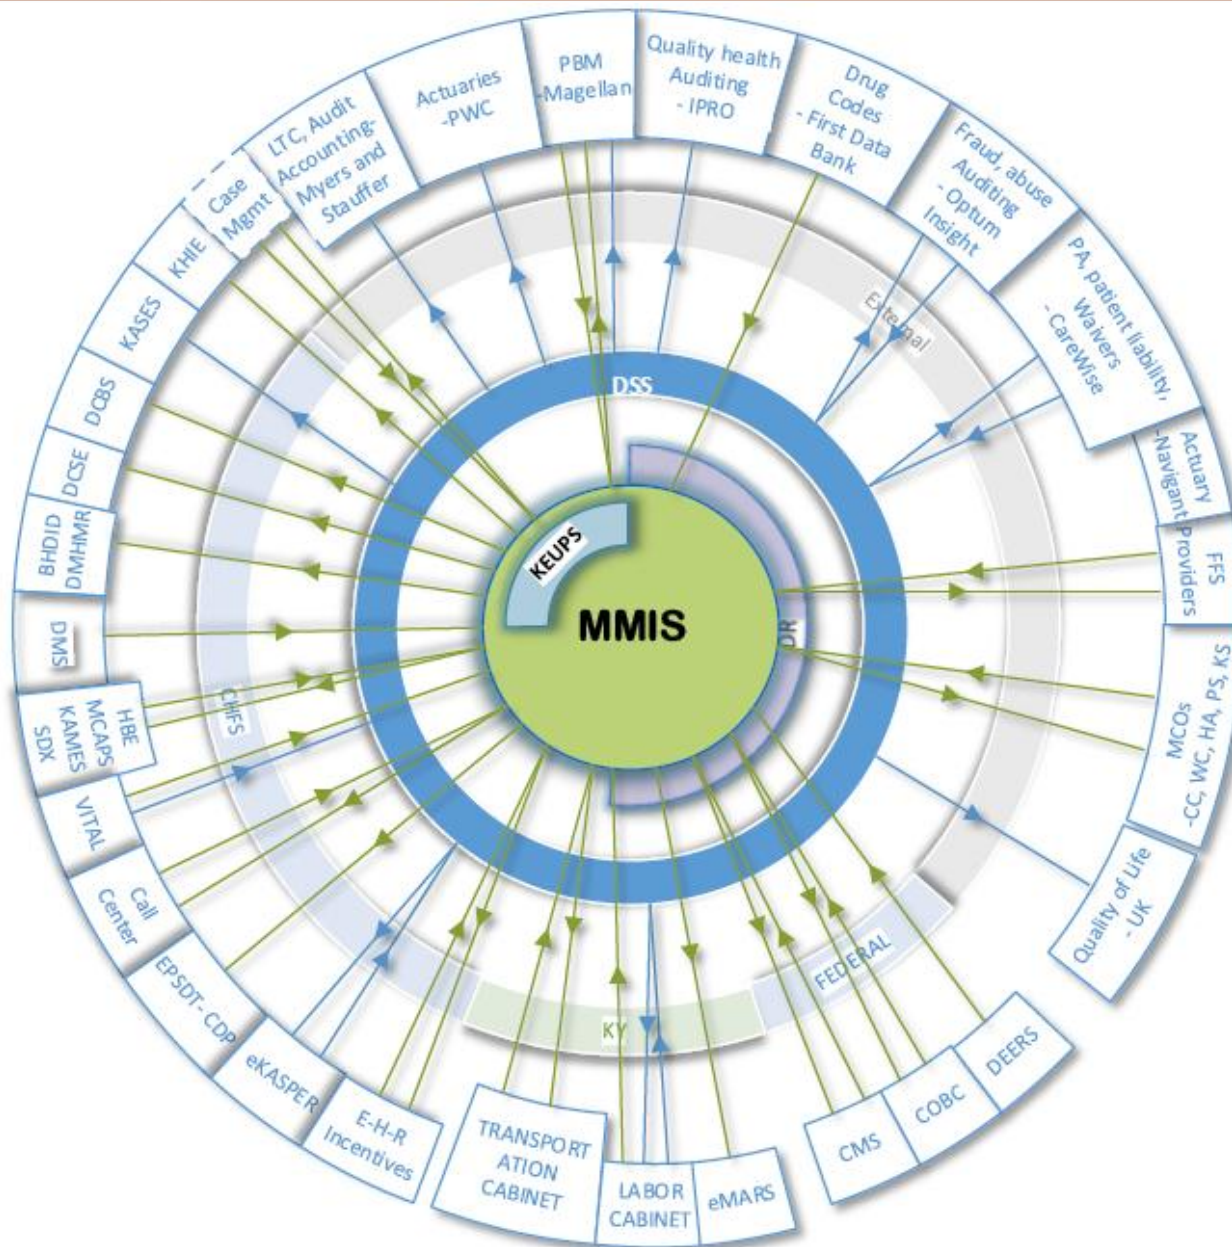 PBM
-Magellan
Quality health
Auditing
- IPRO
Drug
Codes
- First Data
Bank
Fraud, abuse
Auditing
- Optum
Insight
PA, patient liability,
Waivers
- CareWise
Actuary
-Navigant
FFS
Providers
MCOs
-CC, WC, HA, PS, KS
Quality of Life
- UK
DEERS
COBC
CMS
eMARS
LABOR
CABINET
TRANSPORT
ATION
CABINET
E-H-R
Incentives
eKASPER
EPSDT- CDP
Call
Center
VITAL
HBE
MCAPS
KAMES
SDX
DMS
BHDID
DMHMR
DCSE
DCBS
KASES
KHIE
Case
Mgmt
LTC, Audit
Accounting-
Myers and
Stauffer
Actuaries
-PWC
External
FEDERAL
KY
CHFS
DSS
DR
KEUPS
MMIS